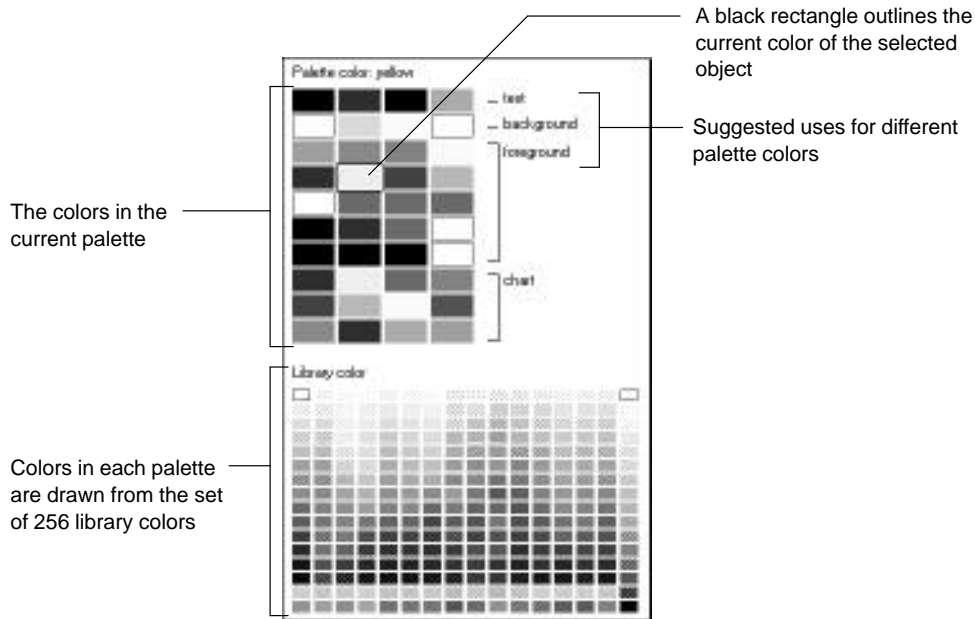 A black rectangle outlines the
current color of the selected
object
Palette color: yellow
text
background
foreground
chart
Suggested uses for different
palette colors
The colors in the
current palette
Library color
Colors in each palette
are drawn from the set
of 256 library colors